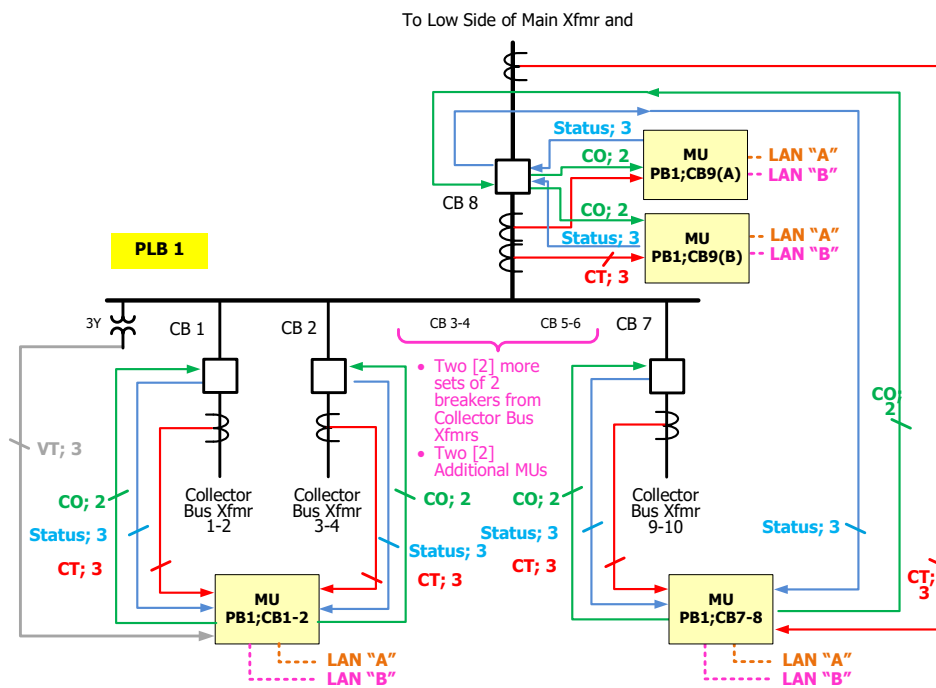 To Low Side of Main Xfmr and
Status; 3
CO; 2
MU
PB1;CB9(A)
LAN “A”
LAN “B”
CB 8
CO; 2
Status; 3
CT; 3
MU
PB1;CB9(B)
LAN “A”
LAN “B”
PLB 1
3Y
CB 1
CB 2
CB 3-4
CB 5-6
CB 7
• Two [2] more
sets of 2
breakers from
Collector Bus
Xfmrs
• Two [2]
Additional MUs
VT; 3
CO; 2
Status; 3
CT; 3
Collector
Bus Xfmr
1-2
Collector
Bus Xfmr
3-4
CO; 2
Status; 3
CT; 3
CO; 2
Status; 3
CT; 3
Collector
Bus Xfmr
9-10
CO;
2
Status; 3
CT;
3
MU
PB1;CB1-2
LAN “A”
LAN “B”
MU
PB1;CB7-8
LAN “A”
LAN “B”